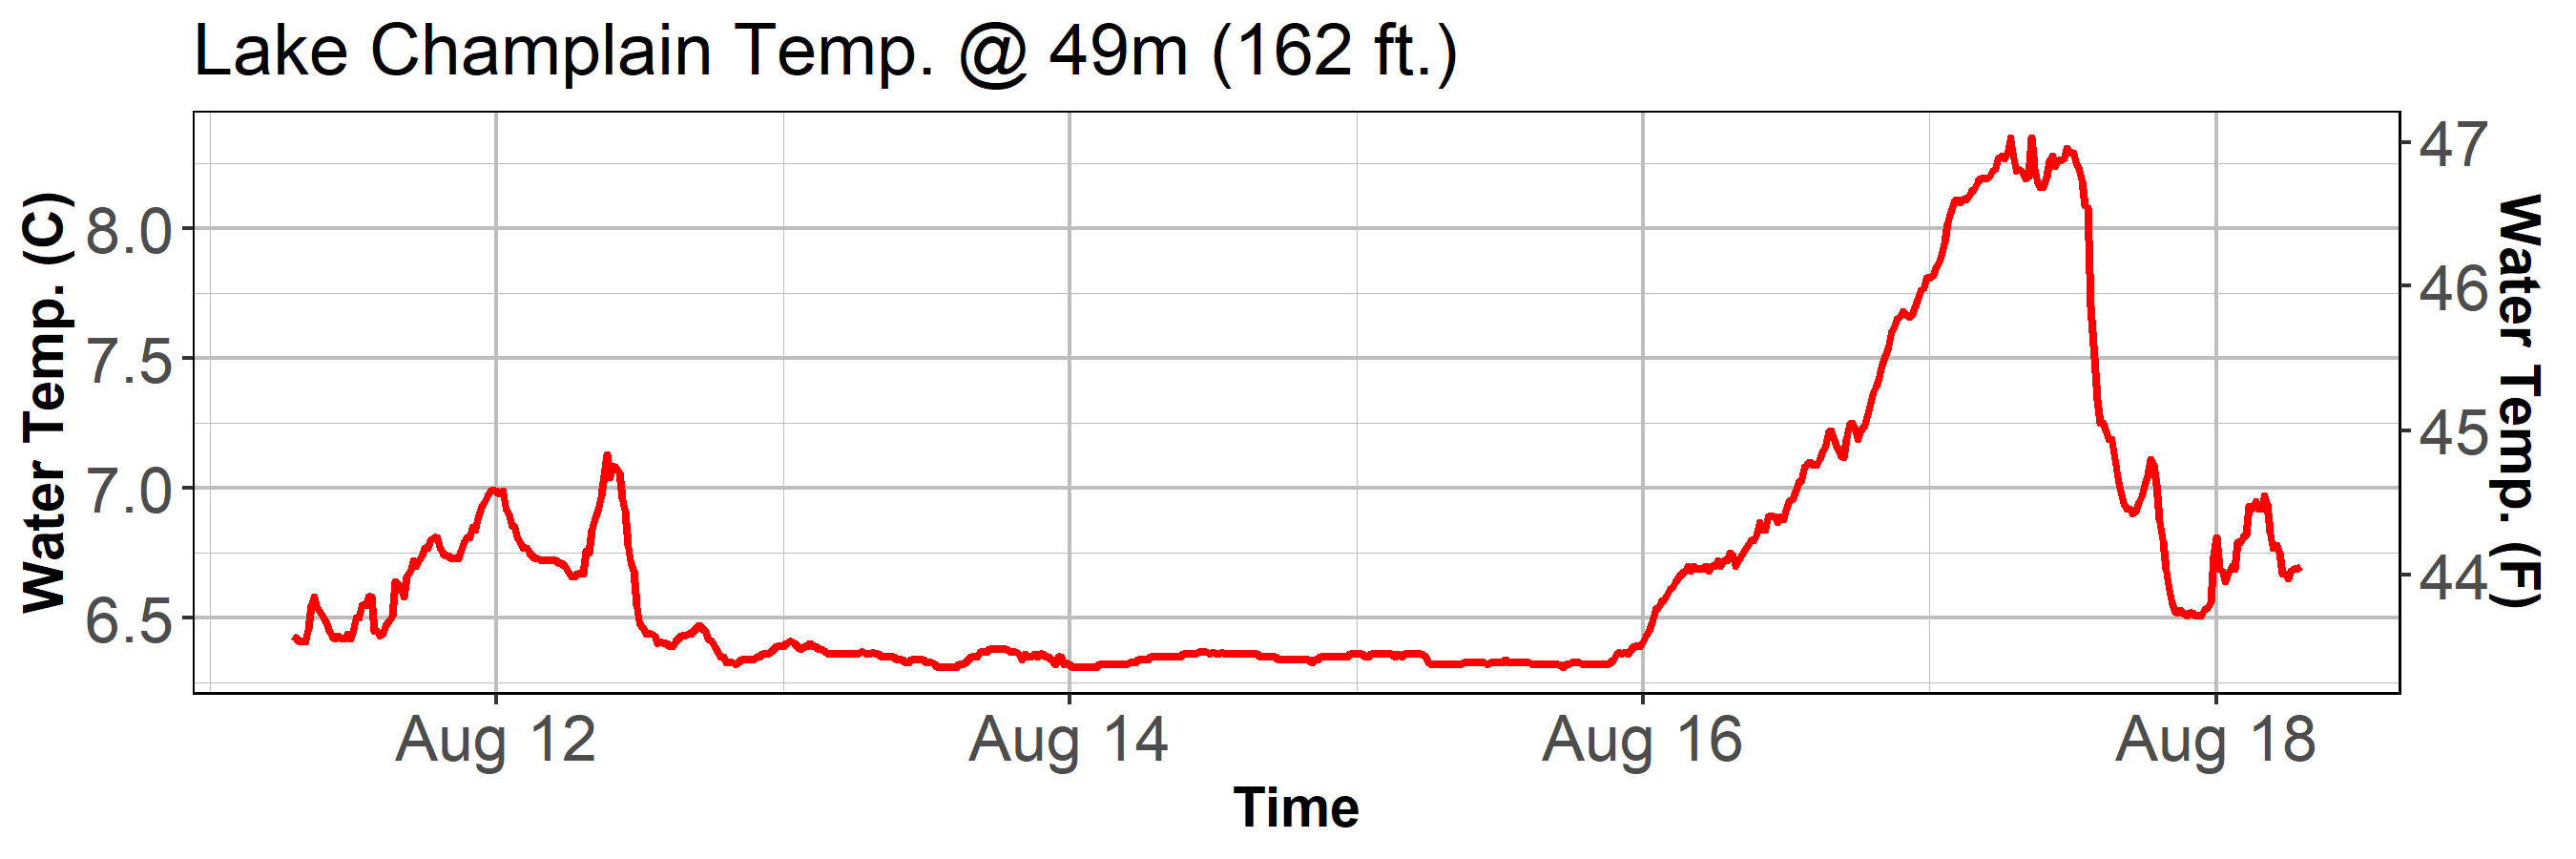 Lake Champlain Temp. @ 49m (162 ft.)
Water Temp. (C)
8.0
7.5
7.0
6.5
47
46
45
44
Water Temp. (F)
Aug 12
Aug 14
Aug 16
Aug 18
Time